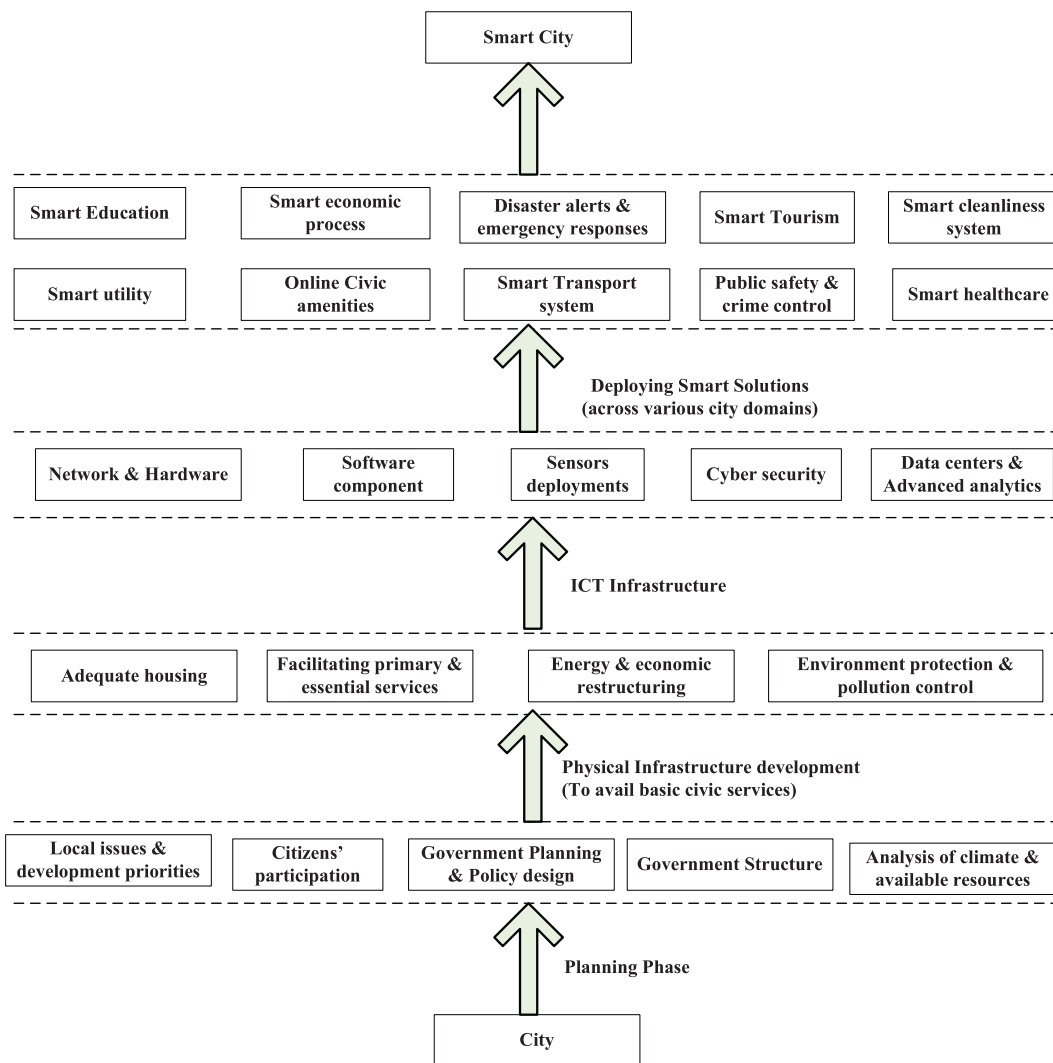 Smart City
Smart Education
Smart economic
process
Disaster alerts &
emergency responses
Smart Tourism
Smart cleanliness
system
Smart utility
Online Civic
amenities
Smart Transport
system
Public safety &
crime control
Smart healthcare
Deploying Smart Solutions
(across various city domains)
Network & Hardware
Software
component
Sensors
deployments
Cyber security
Data centers &
Advanced analytics
ICT Infrastructure
Adequate housing
Facilitating primary &
essential services
Energy & economic
restructuring
Environment protection &
pollution control
Physical Infrastructure development
(To avail basic civic services)
Local issues &
development priorities
Citizens'
participation
Government Planning
& Policy design
Government Structure
Analysis of climate &
available resources
Planning Phase
City